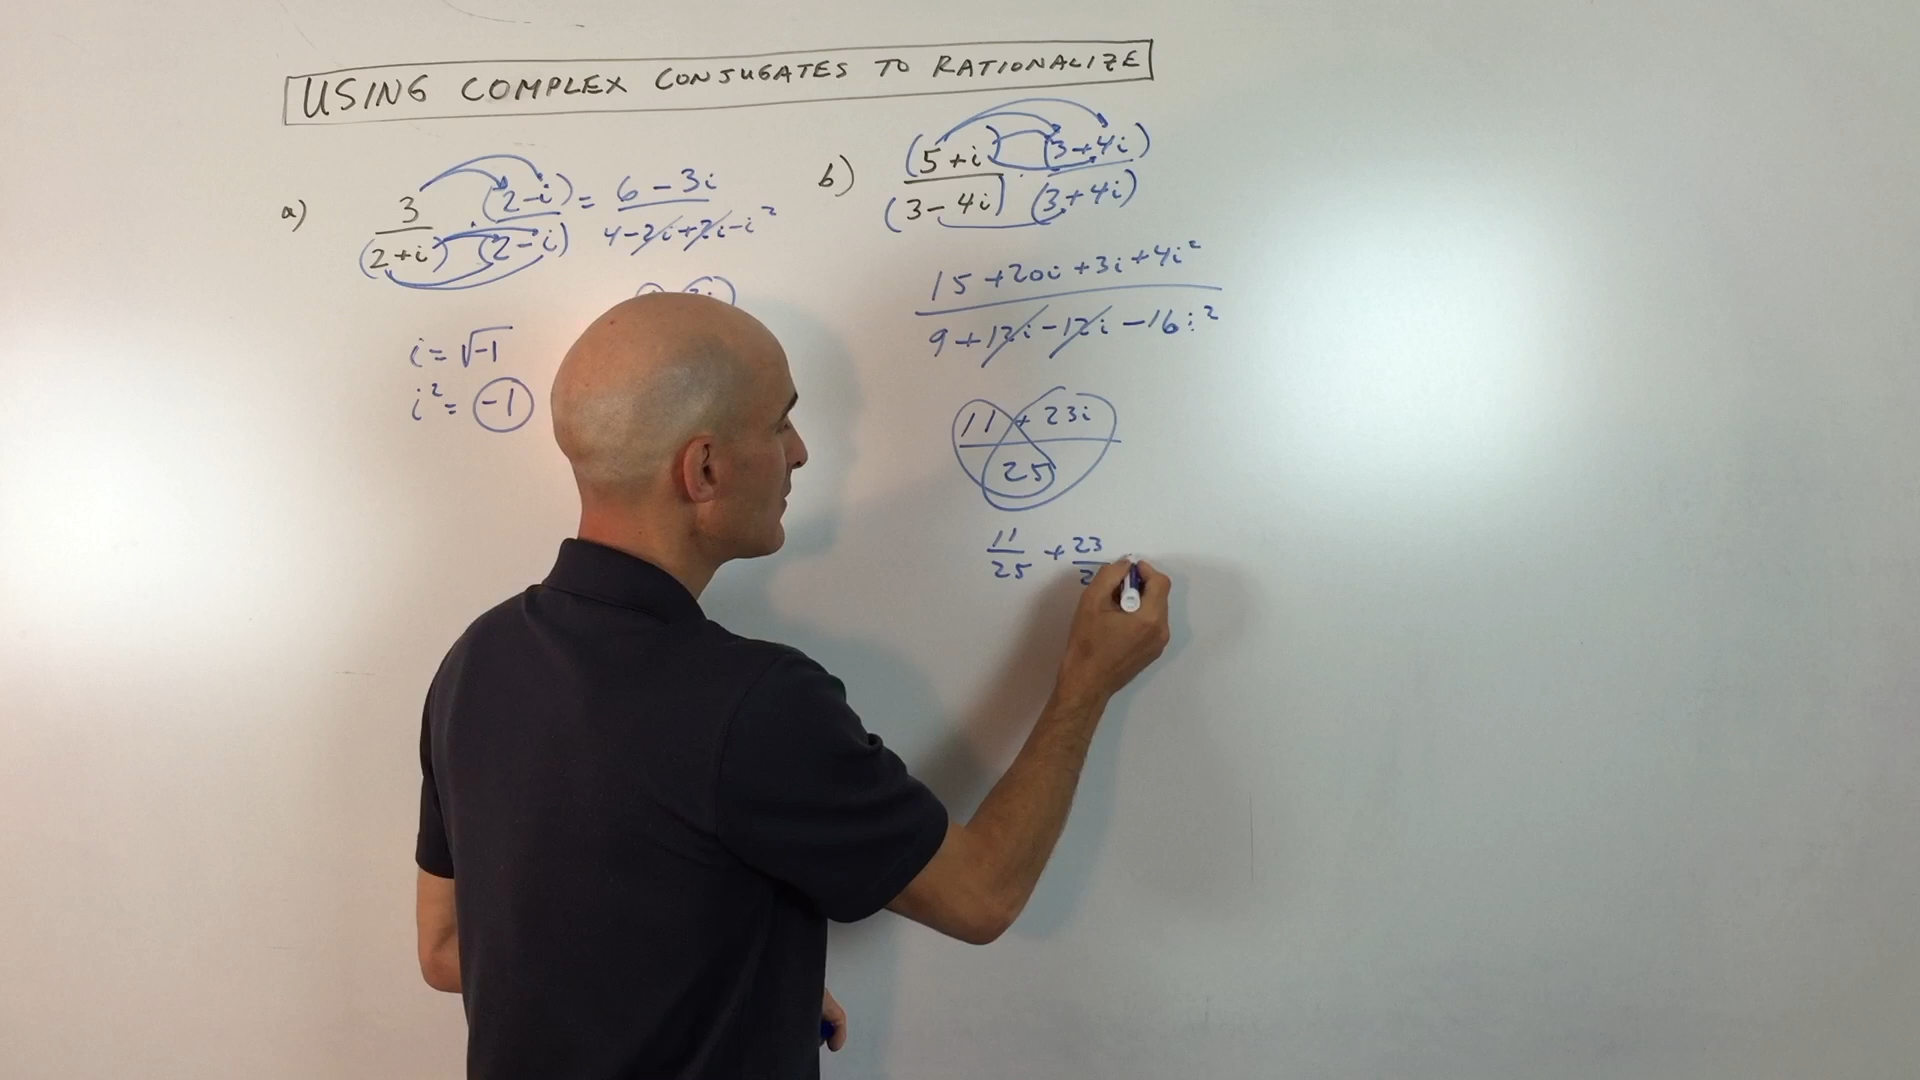 USING COMPLEX CONJUGATES TO RATIONALIZE
a) 3/(2+i) · (2-i)/(2-i) = (6-3i)/(4-2i+2i-i²)
i=√-1
i²= -1
b) (5+i)/(3-4i) · (3+4i)/(3+4i)
15+20i+3i+4i²
9+12i-12i-16i²
11+23i
25
11/25 + 23/2